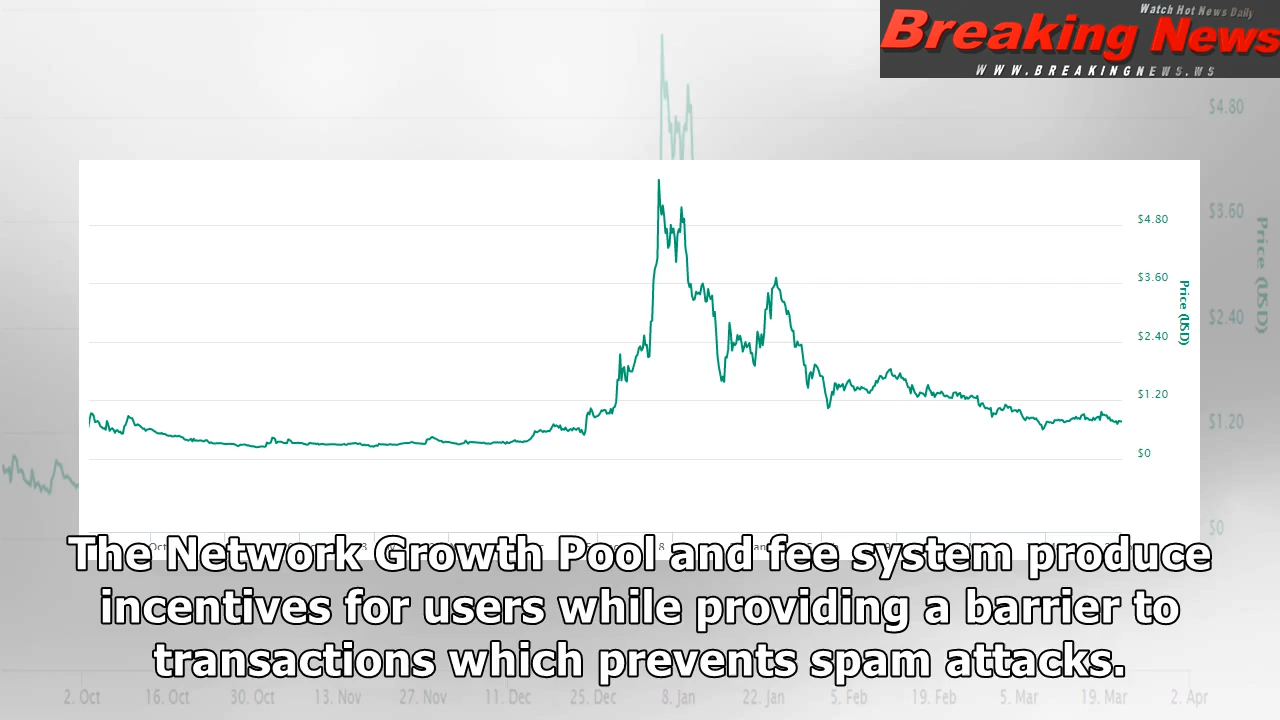 Watch Hot News Daily
Breaking News
WWW.BREAKINGNEWS.WS
$4.80
$3.60
$2.40
$1.20
$0
Price (USD)
$4.80
$3.60
$2.40
$1.20
$0
Price (USD)
The Network Growth Pool and fee system produce
incentives for users while providing a barrier to
transactions which prevents spam attacks.
2. Oct 16. Oct 30. Oct 13. Nov 27. Nov 11. Dec 25. Dec 8. Jan 22. Jan 5. Feb 19. Feb 5. Mar 19. Mar 2. Apr